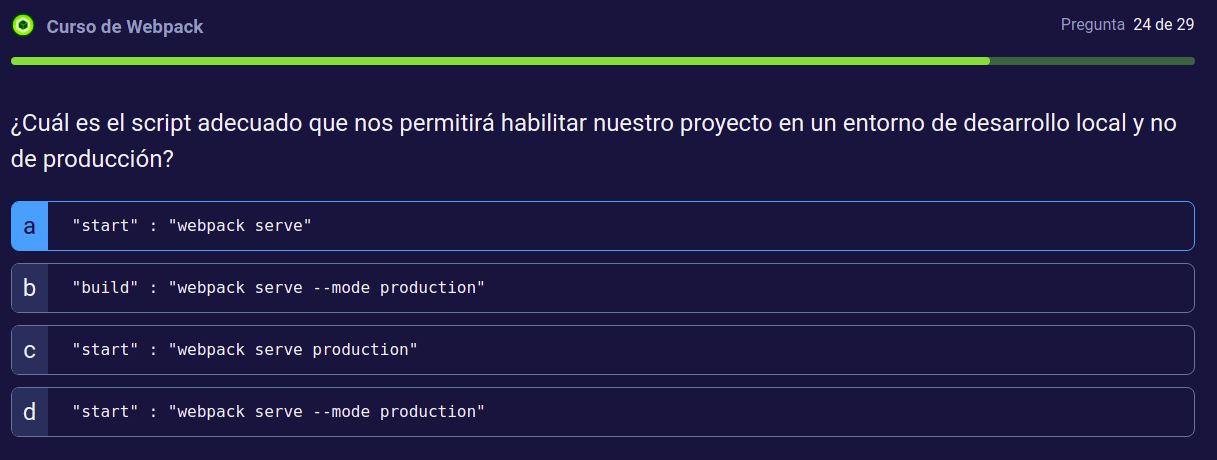 Curso de Webpack
Pregunta 24 de 29
¿Cuál es el script adecuado que nos permitirá habilitar nuestro proyecto en un entorno de desarrollo local y no
de producción?
a "start" : "webpack serve"
b "build" : "webpack serve --mode production"
c "start" : "webpack serve production"
d "start" : "webpack serve --mode production"